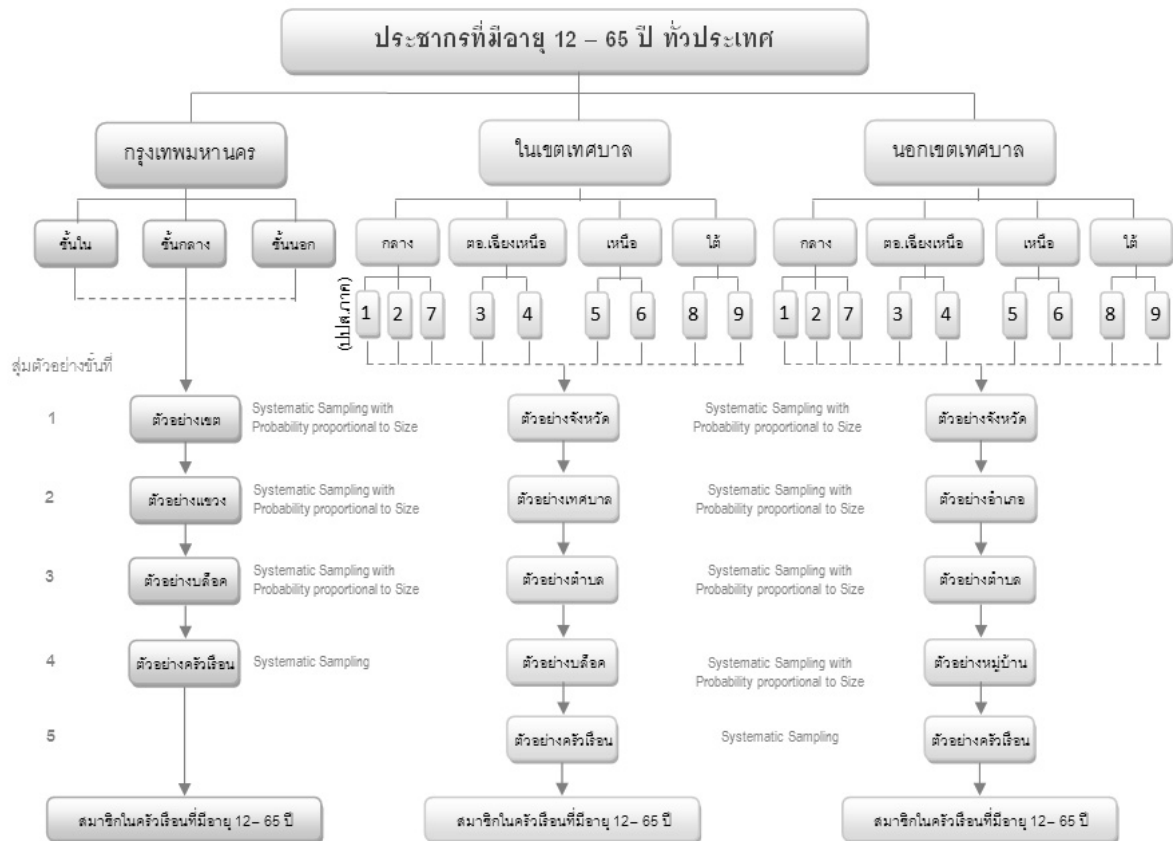 ประชากรที่มีอายุ 12 – 65 ปี ทั่วประเทศ
กรุงเทพมหานคร
ในเขตเทศบาล
นอกเขตเทศบาล
ชั้นใน ชั้นกลาง ชั้นนอก
กลาง ตอ.เฉียงเหนือ เหนือ ใต้
กลาง ตอ.เฉียงเหนือ เหนือ ใต้
(ปปส.ภาค)
1 2 7 3 4 5 6 8 9
1 2 7 3 4 5 6 8 9
สุ่มตัวอย่างขั้นที่
1
ตัวอย่างเขต
Systematic Sampling with
Probability proportional to Size
ตัวอย่างจังหวัด
Systematic Sampling with
Probability proportional to Size
ตัวอย่างจังหวัด
2
ตัวอย่างแขวง
Systematic Sampling with
Probability proportional to Size
ตัวอย่างเทศบาล
Systematic Sampling with
Probability proportional to Size
ตัวอย่างอำเภอ
3
ตัวอย่างบล็อค
Systematic Sampling with
Probability proportional to Size
ตัวอย่างตำบล
Systematic Sampling with
Probability proportional to Size
ตัวอย่างตำบล
4
ตัวอย่างครัวเรือน
Systematic Sampling
ตัวอย่างบล็อค
Systematic Sampling with
Probability proportional to Size
ตัวอย่างหมู่บ้าน
5
ตัวอย่างครัวเรือน
Systematic Sampling
ตัวอย่างครัวเรือน
สมาชิกในครัวเรือนที่มีอายุ 12– 65 ปี
สมาชิกในครัวเรือนที่มีอายุ 12– 65 ปี
สมาชิกในครัวเรือนที่มีอายุ 12– 65 ปี